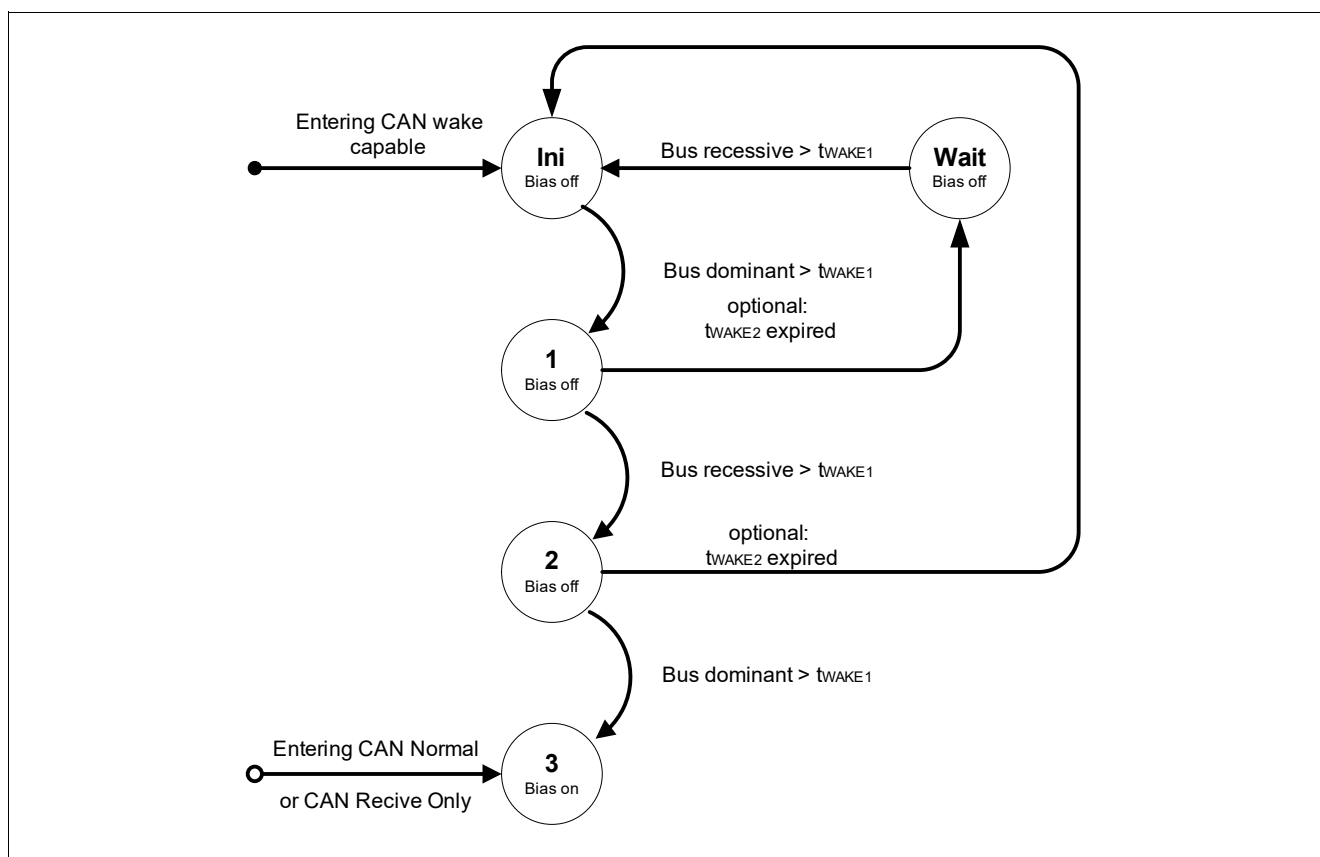 Entering CAN wake
capable
Ini
Bias off
Bus recessive > tWAKE1
Wait
Bias off
Bus dominant > tWAKE1
optional:
tWAKE2 expired
1
Bias off
Bus recessive > tWAKE1
optional:
tWAKE2 expired
2
Bias off
Bus dominant > tWAKE1
Entering CAN Normal
or CAN Recive Only
3
Bias on